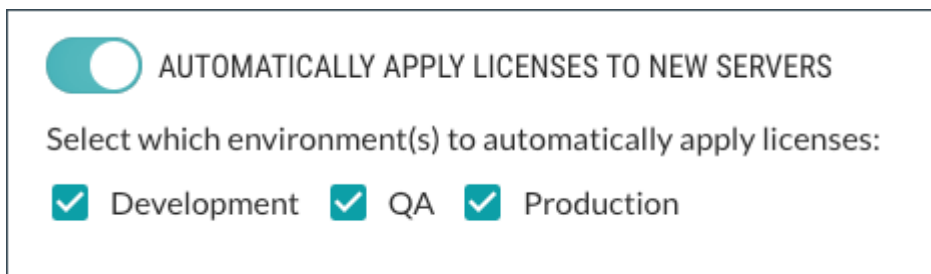 AUTOMATICALLY APPLY LICENSES TO NEW SERVERS
Select which environment(s) to automatically apply licenses:
Development QA Production